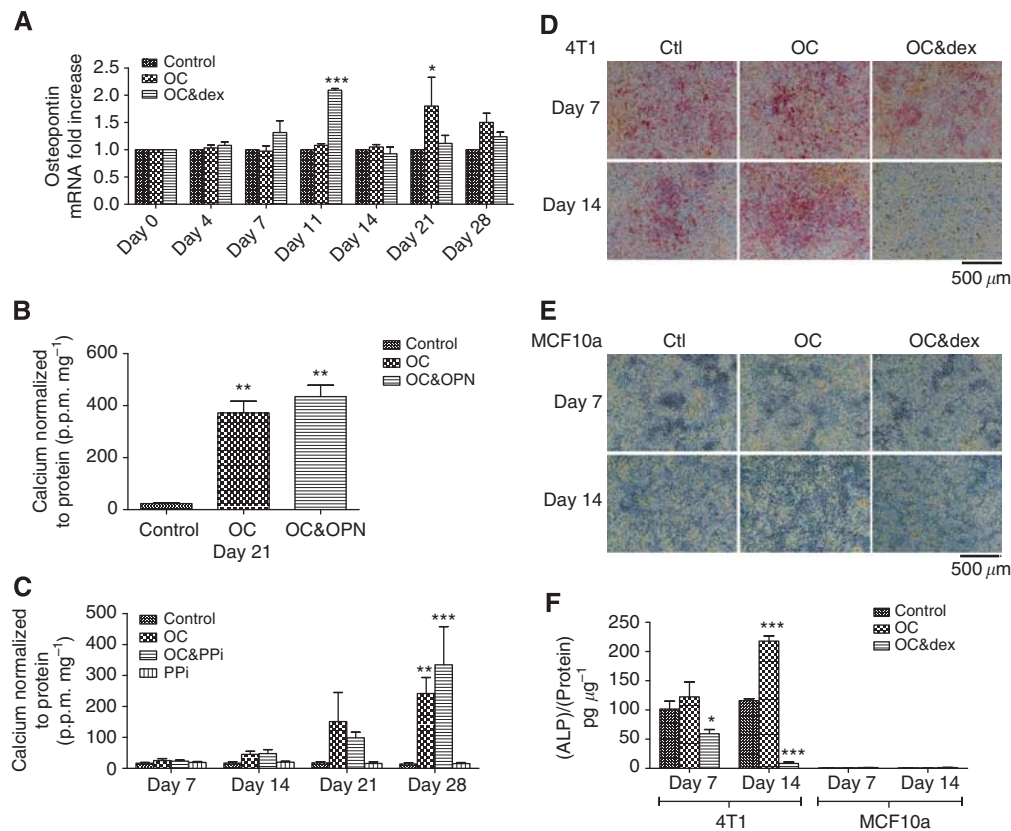 A
Control
OC
OC&dex
Osteopontin
mRNA fold increase
2.5
2.0
1.5
1.0
0.5
0.0
***
*
Day 0
Day 4
Day 7
Day 11
Day 14
Day 21
Day 28
B
Control
OC
OC&OPN
Calcium normalized
to protein (p.p.m. mg⁻¹)
600
400
200
0
**
**
Control
OC
OC&OPN
Day 21
C
Control
OC
OC&PPi
PPi
Calcium normalized
to protein
(p.p.m. mg⁻¹)
500
400
300
200
100
0
**
***
Day 7
Day 14
Day 21
Day 28
D
4T1 Ctl OC OC&dex
Day 7
Day 14
500 μm
E
MCF10a Ctl OC OC&dex
Day 7
Day 14
500 μm
F
Control
OC
OC&dex
(ALP)/(Protein)
pg μg⁻¹
250
200
150
100
50
0
*
***
***
Day 7 Day 14 Day 7 Day 14
4T1 MCF10a